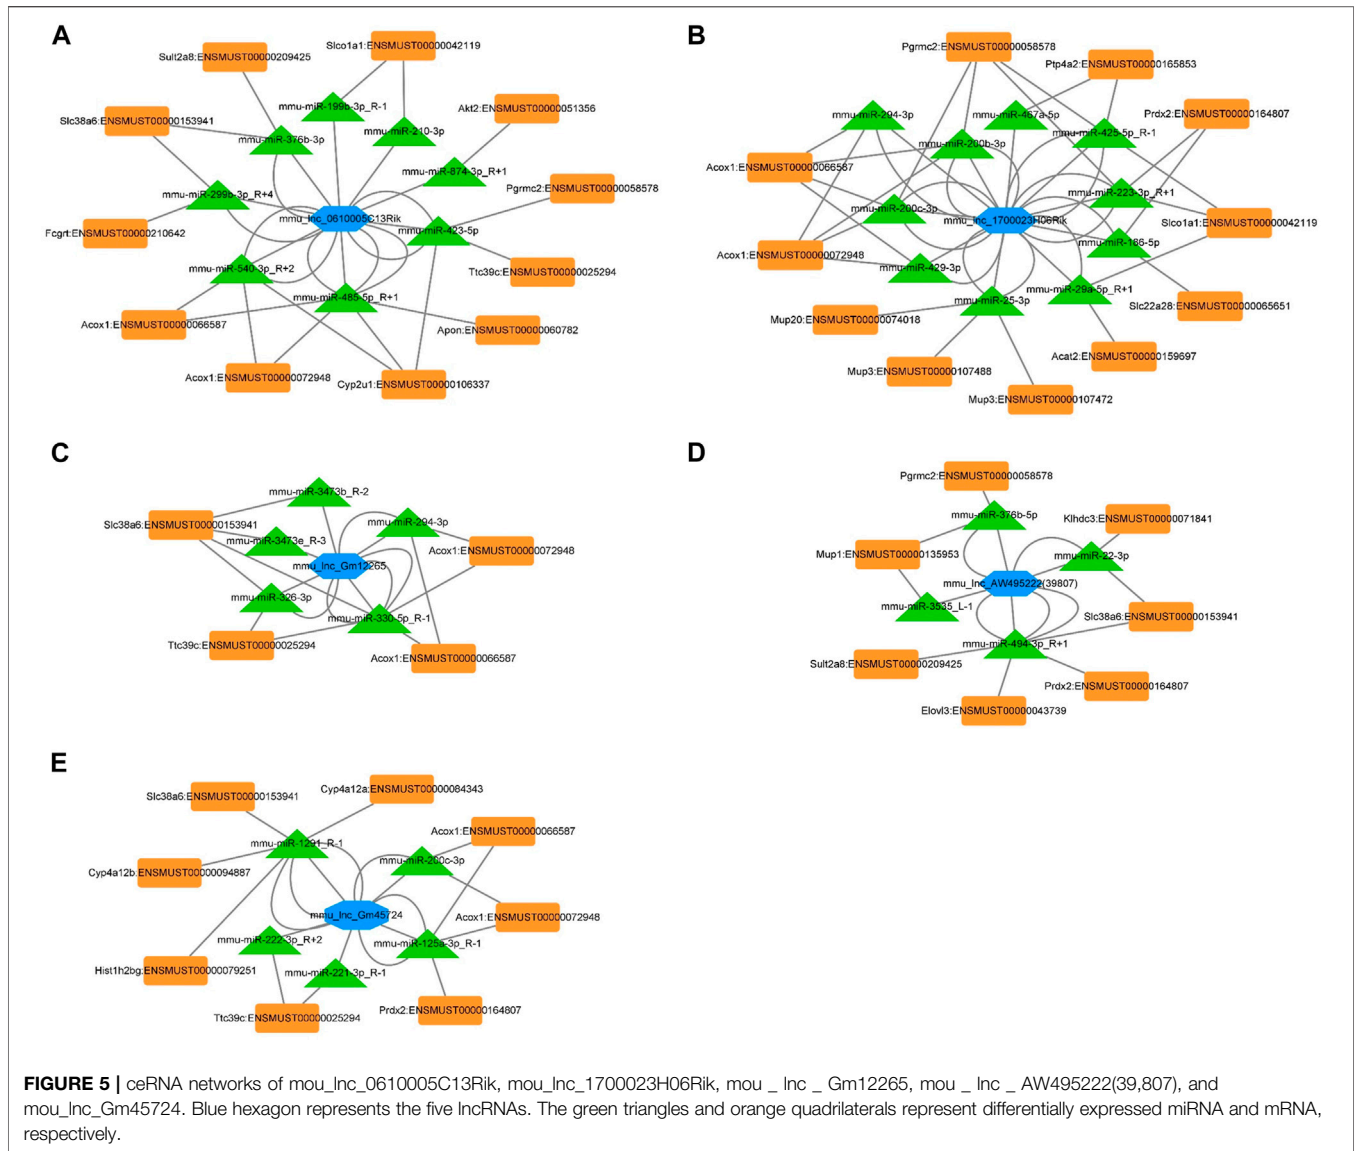 A
Sult2a8:ENSMUST00000209425
Slco1a1:ENSMUST00000042119
Akt2:ENSMUST00000051356
mmu-miR-199b-3p_R-1
Slc38a6:ENSMUST00000153941
mmu-miR-376b-3p
mmu-miR-210-3p
mmu-miR-874-3p_R+1
mmu-miR-299b-3p_R+4
Pgrmc2:ENSMUST00000058578
mmu_lnc_0610005C13Rik
Fcgrt:ENSMUST00000210642
mmu-miR-423-5p
mmu-miR-540-3p_R+2
Ttc39c:ENSMUST00000025294
mmu-miR-485-5p_R+1
Acox1:ENSMUST00000066587
Apon:ENSMUST00000060782
Acox1:ENSMUST00000072948
Cyp2u1:ENSMUST00000106337
B
Pgrmc2:ENSMUST00000058578
Ptp4a2:ENSMUST00000165853
Prdx2:ENSMUST00000164807
mmu-miR-294-3p
mmu-miR-467a-5p
mmu-miR-425-5p_R-1
mmu-miR-200b-3p
Acox1:ENSMUST00000066587
mmu-miR-223-3p_R+1
mmu-miR-200c-3p
mmu_lnc_1700023H06Rik
Slco1a1:ENSMUST00000042119
mmu-miR-186-5p
Acox1:ENSMUST00000072948
mmu-miR-429-3p
mmu-miR-29a-5p_R+1
mmu-miR-25-3p
Slc22a28:ENSMUST00000065651
Mup20:ENSMUST00000074018
Acat2:ENSMUST00000159697
Mup3:ENSMUST00000107488
Mup3:ENSMUST00000107472
C
mmu-miR-3473b_R-2
Slc38a6:ENSMUST00000153941
mmu-miR-294-3p
mmu-miR-3473e_R-3
Acox1:ENSMUST00000072948
mmu_lnc_Gm12265
mmu-miR-326-3p
mmu-miR-330-5p_R-1
Ttc39c:ENSMUST00000025294
Acox1:ENSMUST00000066587
D
Pgrmc2:ENSMUST00000058578
mmu-miR-376b-5p
Klhdc3:ENSMUST00000071841
Mup1:ENSMUST00000135953
mmu-miR-22-3p
mmu_lnc_AW495222(39807)
mmu-miR-3535_L-1
Slc38a6:ENSMUST00000153941
mmu-miR-494-3p_R+1
Sult2a8:ENSMUST00000209425
Prdx2:ENSMUST00000164807
Elovl3:ENSMUST00000043739
E
Slc38a6:ENSMUST00000153941
Cyp4a12a:ENSMUST00000084343
Acox1:ENSMUST00000066587
mmu-miR-1291_R-1
mmu-miR-200c-3p
Cyp4a12b:ENSMUST00000094887
mmu_lnc_Gm45724
Acox1:ENSMUST00000072948
mmu-miR-222-3p_R+2
mmu-miR-125a-3p_R-1
Hist1h2bg:ENSMUST00000079251
mmu-miR-221-3p_R-1
Ttc39c:ENSMUST00000025294
Prdx2:ENSMUST00000164807
FIGURE 5 | ceRNA networks of mou_lnc_0610005C13Rik, mou_lnc_1700023H06Rik, mou _ lnc _ Gm12265, mou _ lnc _ AW495222(39,807), and
mou_lnc_Gm45724. Blue hexagon represents the five lncRNAs. The green triangles and orange quadrilaterals represent differentially expressed miRNA and mRNA,
respectively.